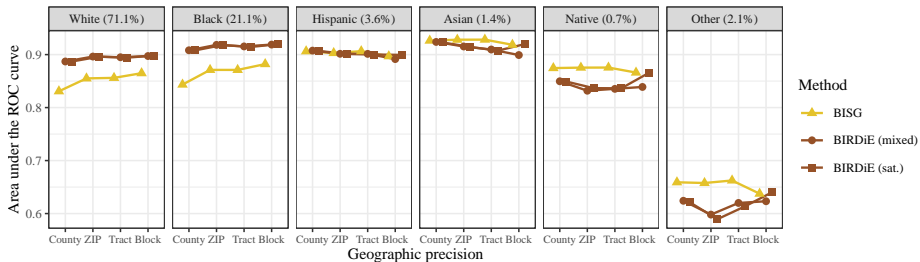 White (71.1%) Black (21.1%) Hispanic (3.6%) Asian (1.4%) Native (0.7%) Other (2.1%)
Area under the ROC curve
0.9
0.8
0.7
0.6
County ZIP Tract Block County ZIP Tract Block County ZIP Tract Block County ZIP Tract Block County ZIP Tract Block County ZIP Tract Block
Geographic precision
Method
BISG
BIRDiE (mixed)
BIRDiE (sat.)